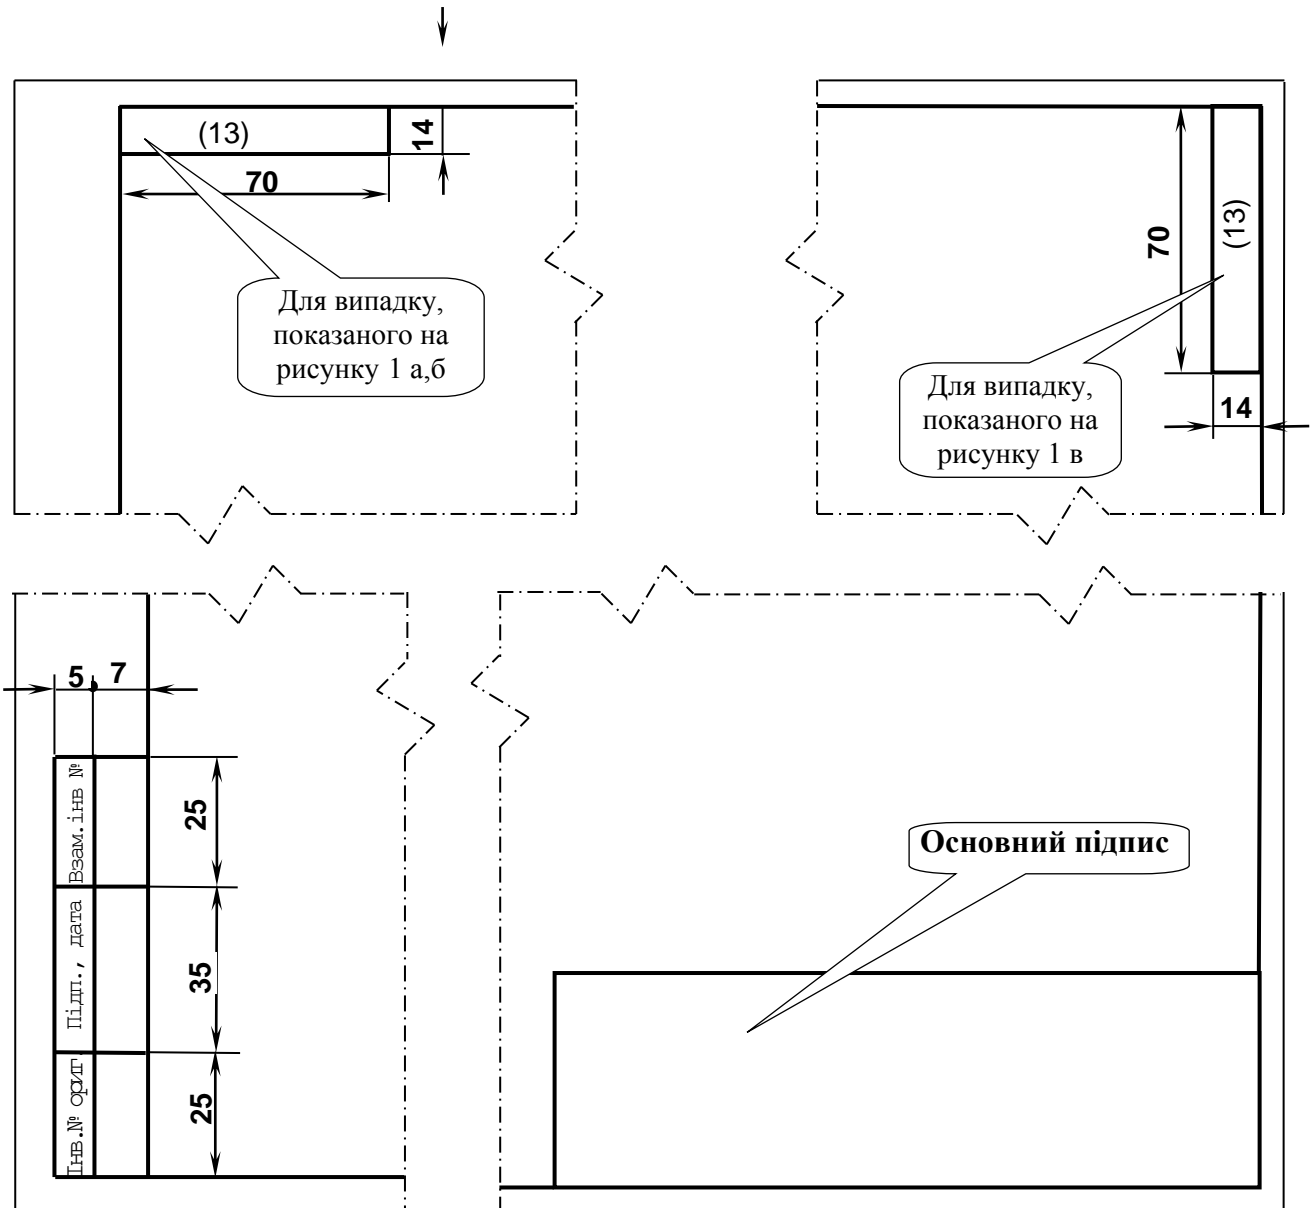 (13)
14
70
Для випадку,
показаного на
рисунку 1 а,б
70
(13)
Для випадку,
показаного на
рисунку 1 в
14
5
7
Взам.інв №
25
Підп., дата
35
Інв.№ ориг.
25
Основний підпис